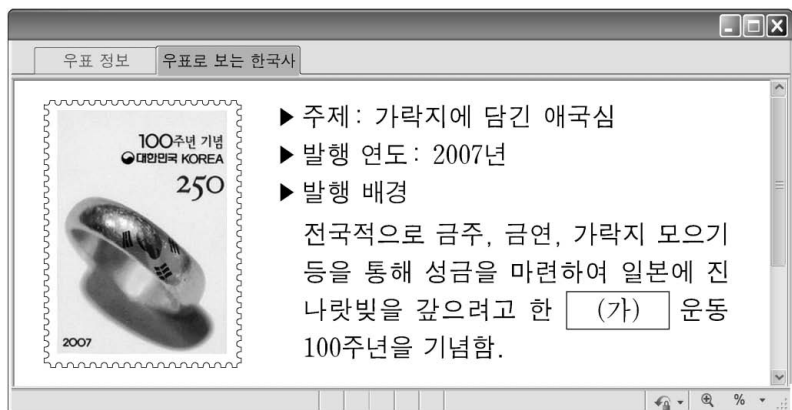 우표 정보
우표로 보는 한국사
100주년 기념
대한민국 KOREA
250
2007
▶주제: 가락지에 담긴 애국심
▶발행 연도: 2007년
▶발행 배경
전국적으로 금주, 금연, 가락지 모으기
등을 통해 성금을 마련하여 일본에 진
나랏빚을 갚으려고 한 (가) 운동
100주년을 기념함.
%